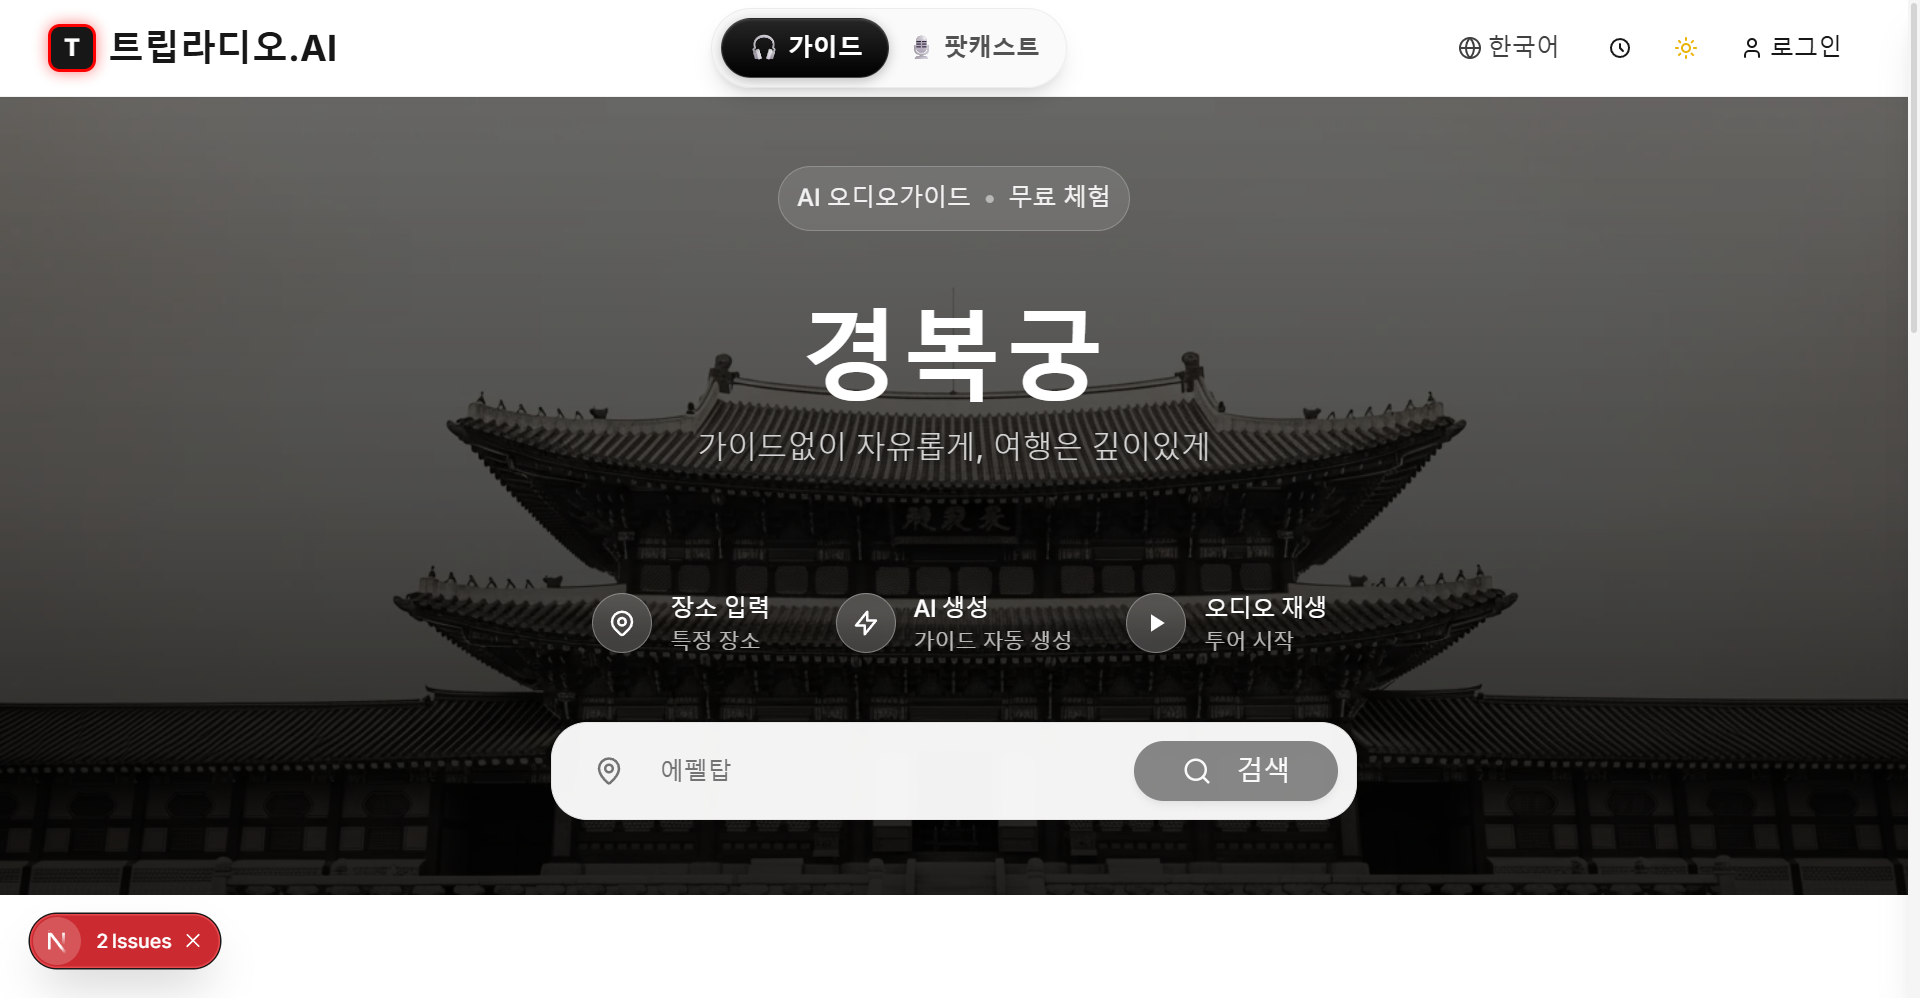 T 트립라디오.AI
가이드 팟캐스트
한국어 로그인
AI 오디오가이드 • 무료 체험
경복궁
가이드없이 자유롭게, 여행은 깊이있게
장소 입력
특정 장소
AI 생성
가이드 자동 생성
오디오 재생
투어 시작
에펠탑
검색
N 2 Issues